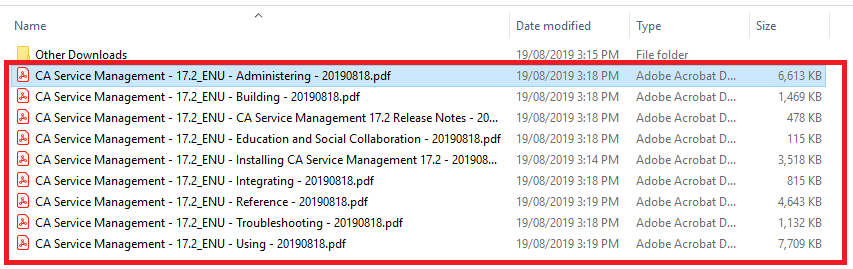 Name Date modified Type Size
Other Downloads 19/08/2019 3:15 PM File folder
CA Service Management - 17.2_ENU - Administering - 20190818.pdf 19/08/2019 3:18 PM Adobe Acrobat D... 6,613 KB
CA Service Management - 17.2_ENU - Building - 20190818.pdf 19/08/2019 3:18 PM Adobe Acrobat D... 1,469 KB
CA Service Management - 17.2_ENU - CA Service Management 17.2 Release Notes - 20... 19/08/2019 3:18 PM Adobe Acrobat D... 478 KB
CA Service Management - 17.2_ENU - Education and Social Collaboration - 20190818.pdf 19/08/2019 3:18 PM Adobe Acrobat D... 115 KB
CA Service Management - 17.2_ENU - Installing CA Service Management 17.2 - 201908... 19/08/2019 3:14 PM Adobe Acrobat D... 3,518 KB
CA Service Management - 17.2_ENU - Integrating - 20190818.pdf 19/08/2019 3:18 PM Adobe Acrobat D... 815 KB
CA Service Management - 17.2_ENU - Reference - 20190818.pdf 19/08/2019 3:19 PM Adobe Acrobat D... 4,643 KB
CA Service Management - 17.2_ENU - Troubleshooting - 20190818.pdf 19/08/2019 3:18 PM Adobe Acrobat D... 1,132 KB
CA Service Management - 17.2_ENU - Using - 20190818.pdf 19/08/2019 3:19 PM Adobe Acrobat D... 7,709 KB